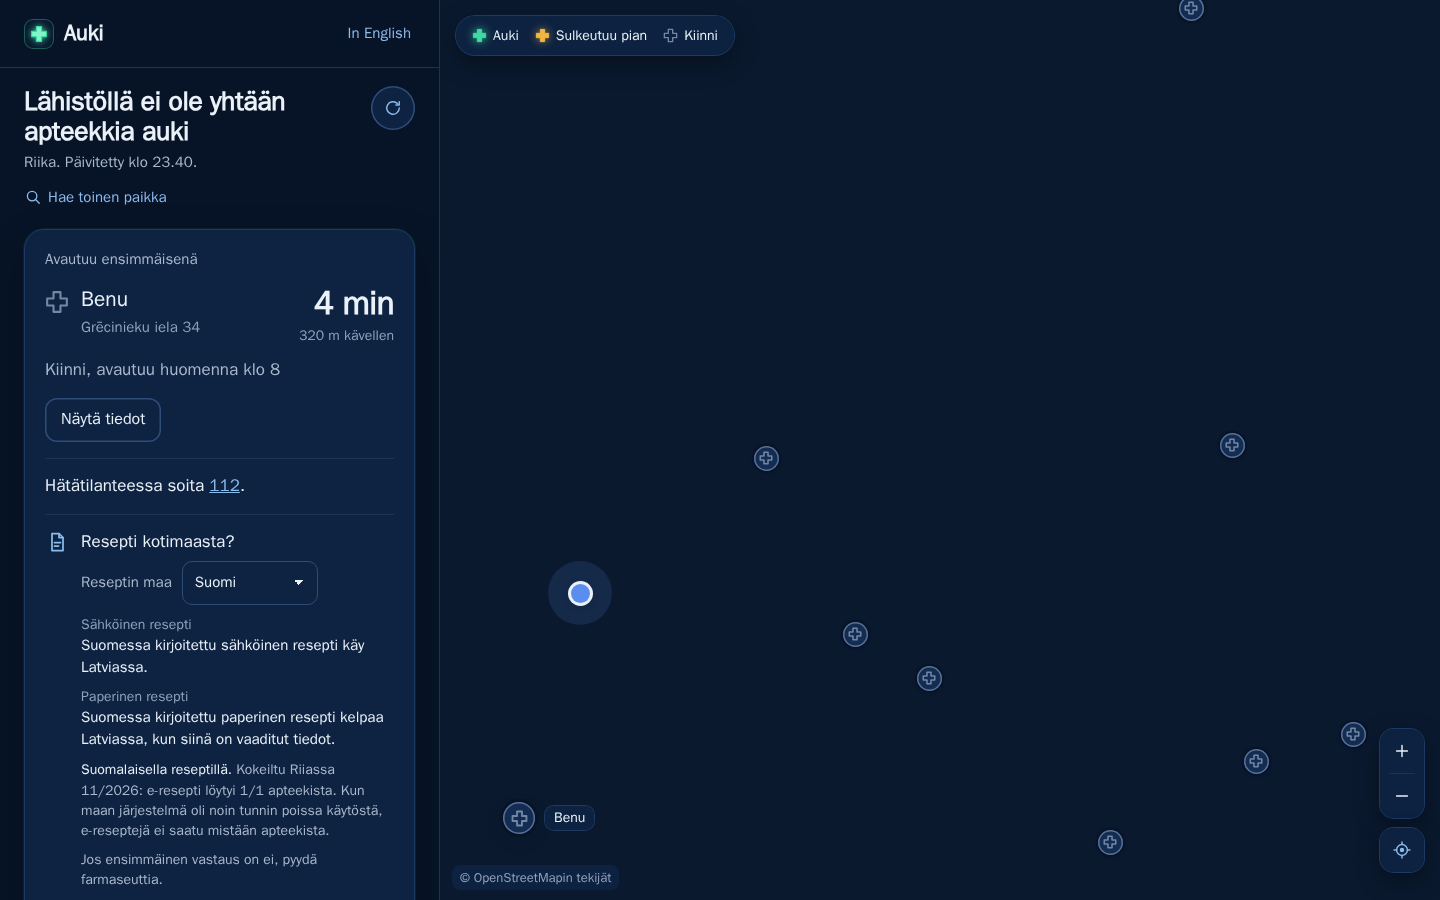 Auki
In English
Lähistöllä ei ole yhtään
apteekkia auki
Riika. Päivitetty klo 23.40.
Hae toinen paikka
Avautuu ensimmäisenä
Benu
4 min
Grēcinieku iela 34
320 m kävellen
Kiinni, avautuu huomenna klo 8
Näytä tiedot
Hätätilanteessa soita 112.
Resepti kotimaasta?
Reseptin maa
Suomi
Sähköinen resepti
Suomessa kirjoitettu sähköinen resepti käy
Latviassa.
Paperinen resepti
Suomessa kirjoitettu paperinen resepti kelpaa
Latviassa, kun siinä on vaaditut tiedot.
Suomalaisella reseptillä. Kokeiltu Riiassa
11/2026: e-resepti löytyi 1/1 apteekista. Kun
maan järjestelmä oli noin tunnin poissa käytöstä,
e-reseptejä ei saatu mistään apteekista.
Jos ensimmäinen vastaus on ei, pyydä
farmaseuttia.
Auki
Sulkeutuu pian
Kiinni
Benu
+
−
© OpenStreetMapin tekijät